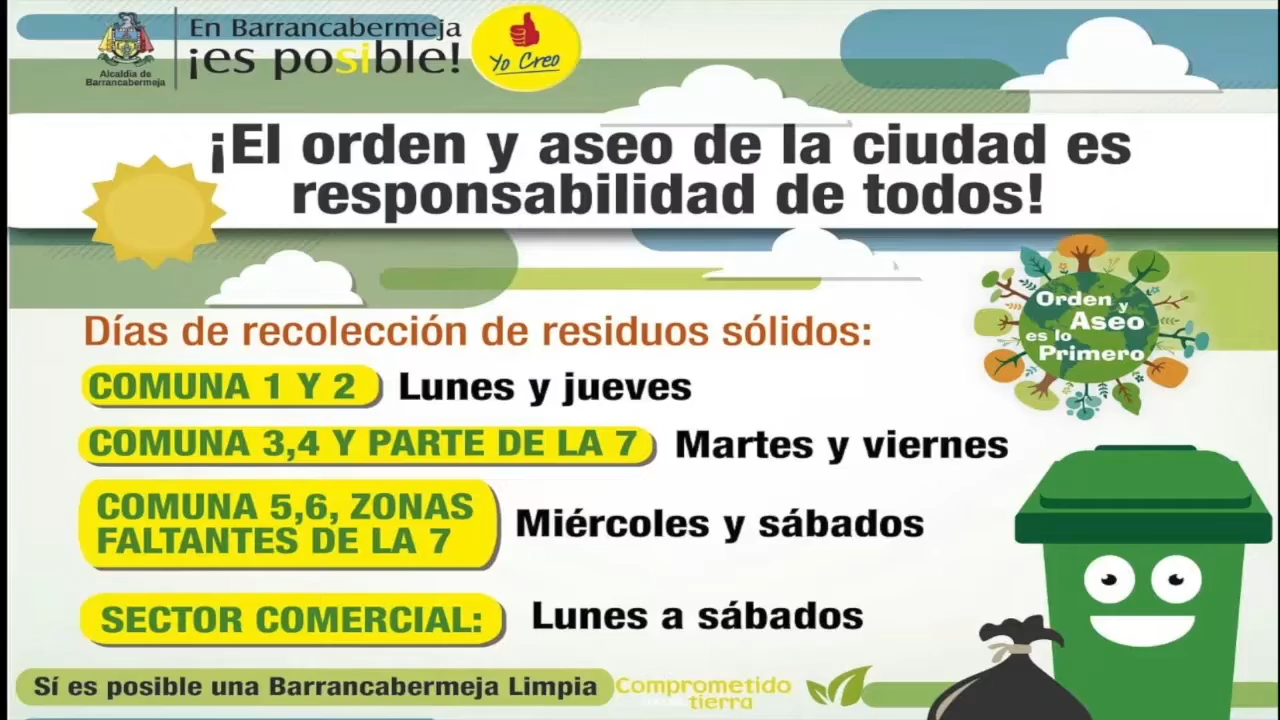 Alcaldía de
Barrancabermeja
En Barrancabermeja
¡es posible!
Yo Creo
¡El orden y aseo de la ciudad es
responsabilidad de todos!
Orden y
Aseo
es lo
Primero
Días de recolección de residuos sólidos:
COMUNA 1 Y 2 Lunes y jueves
COMUNA 3,4 Y PARTE DE LA 7 Martes y viernes
COMUNA 5,6, ZONAS
FALTANTES DE LA 7
Miércoles y sábados
SECTOR COMERCIAL: Lunes a sábados
Sí es posible una Barrancabermeja Limpia
Comprometido
tierra